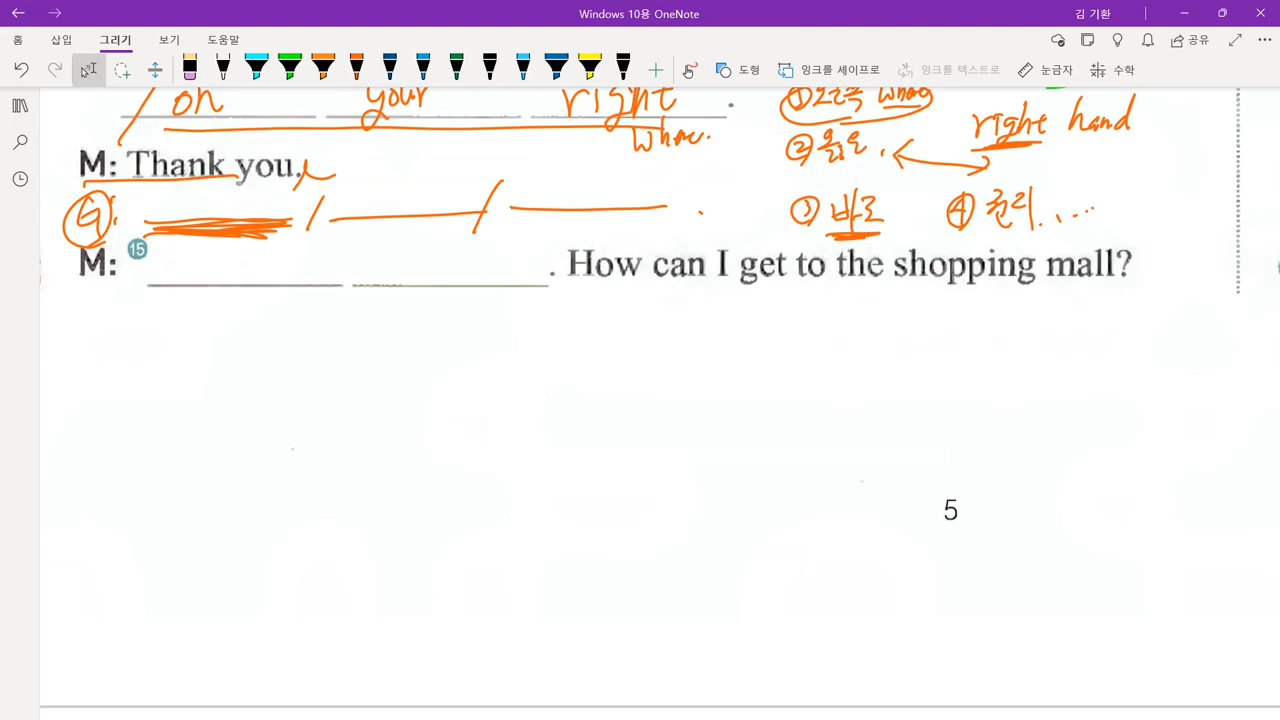 Windows 10용 OneNote
김 기환
홈 삽입 그리기 보기 도움말
공유
도형 잉크를 셰이프로 잉크를 텍스트로 눈금자 수학
on your right . ① 오른쪽 where
where. ② 옳은. right hand
M: Thank you.
G: / / . ③ 바로 ④ 권리....
M: 15 . How can I get to the shopping mall?
5